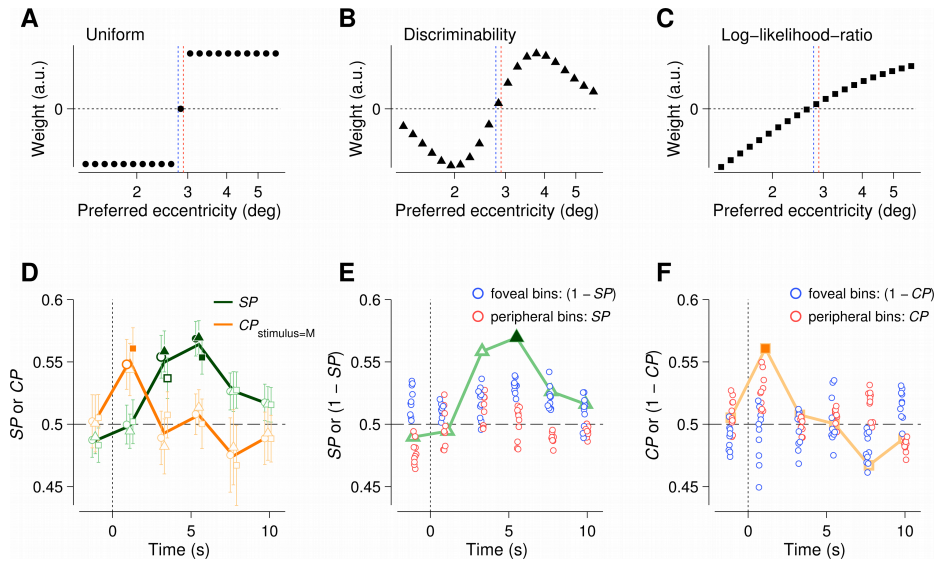 A
Uniform
Weight (a.u.)
0
2 3 4 5
Preferred eccentricity (deg)
B
Discriminability
Weight (a.u.)
0
2 3 4 5
Preferred eccentricity (deg)
C
Log−likelihood−ratio
Weight (a.u.)
0
2 3 4 5
Preferred eccentricity (deg)
D
SP
CP stimulus=M
SP or CP
0.6
0.55
0.5
0.45
0 5 10
Time (s)
E
foveal bins: (1 − SP)
peripheral bins: SP
SP or (1 − SP)
0.6
0.55
0.5
0.45
0 5 10
Time (s)
F
foveal bins: (1 − CP)
peripheral bins: CP
CP or (1 − CP)
0.6
0.55
0.5
0.45
0 5 10
Time (s)